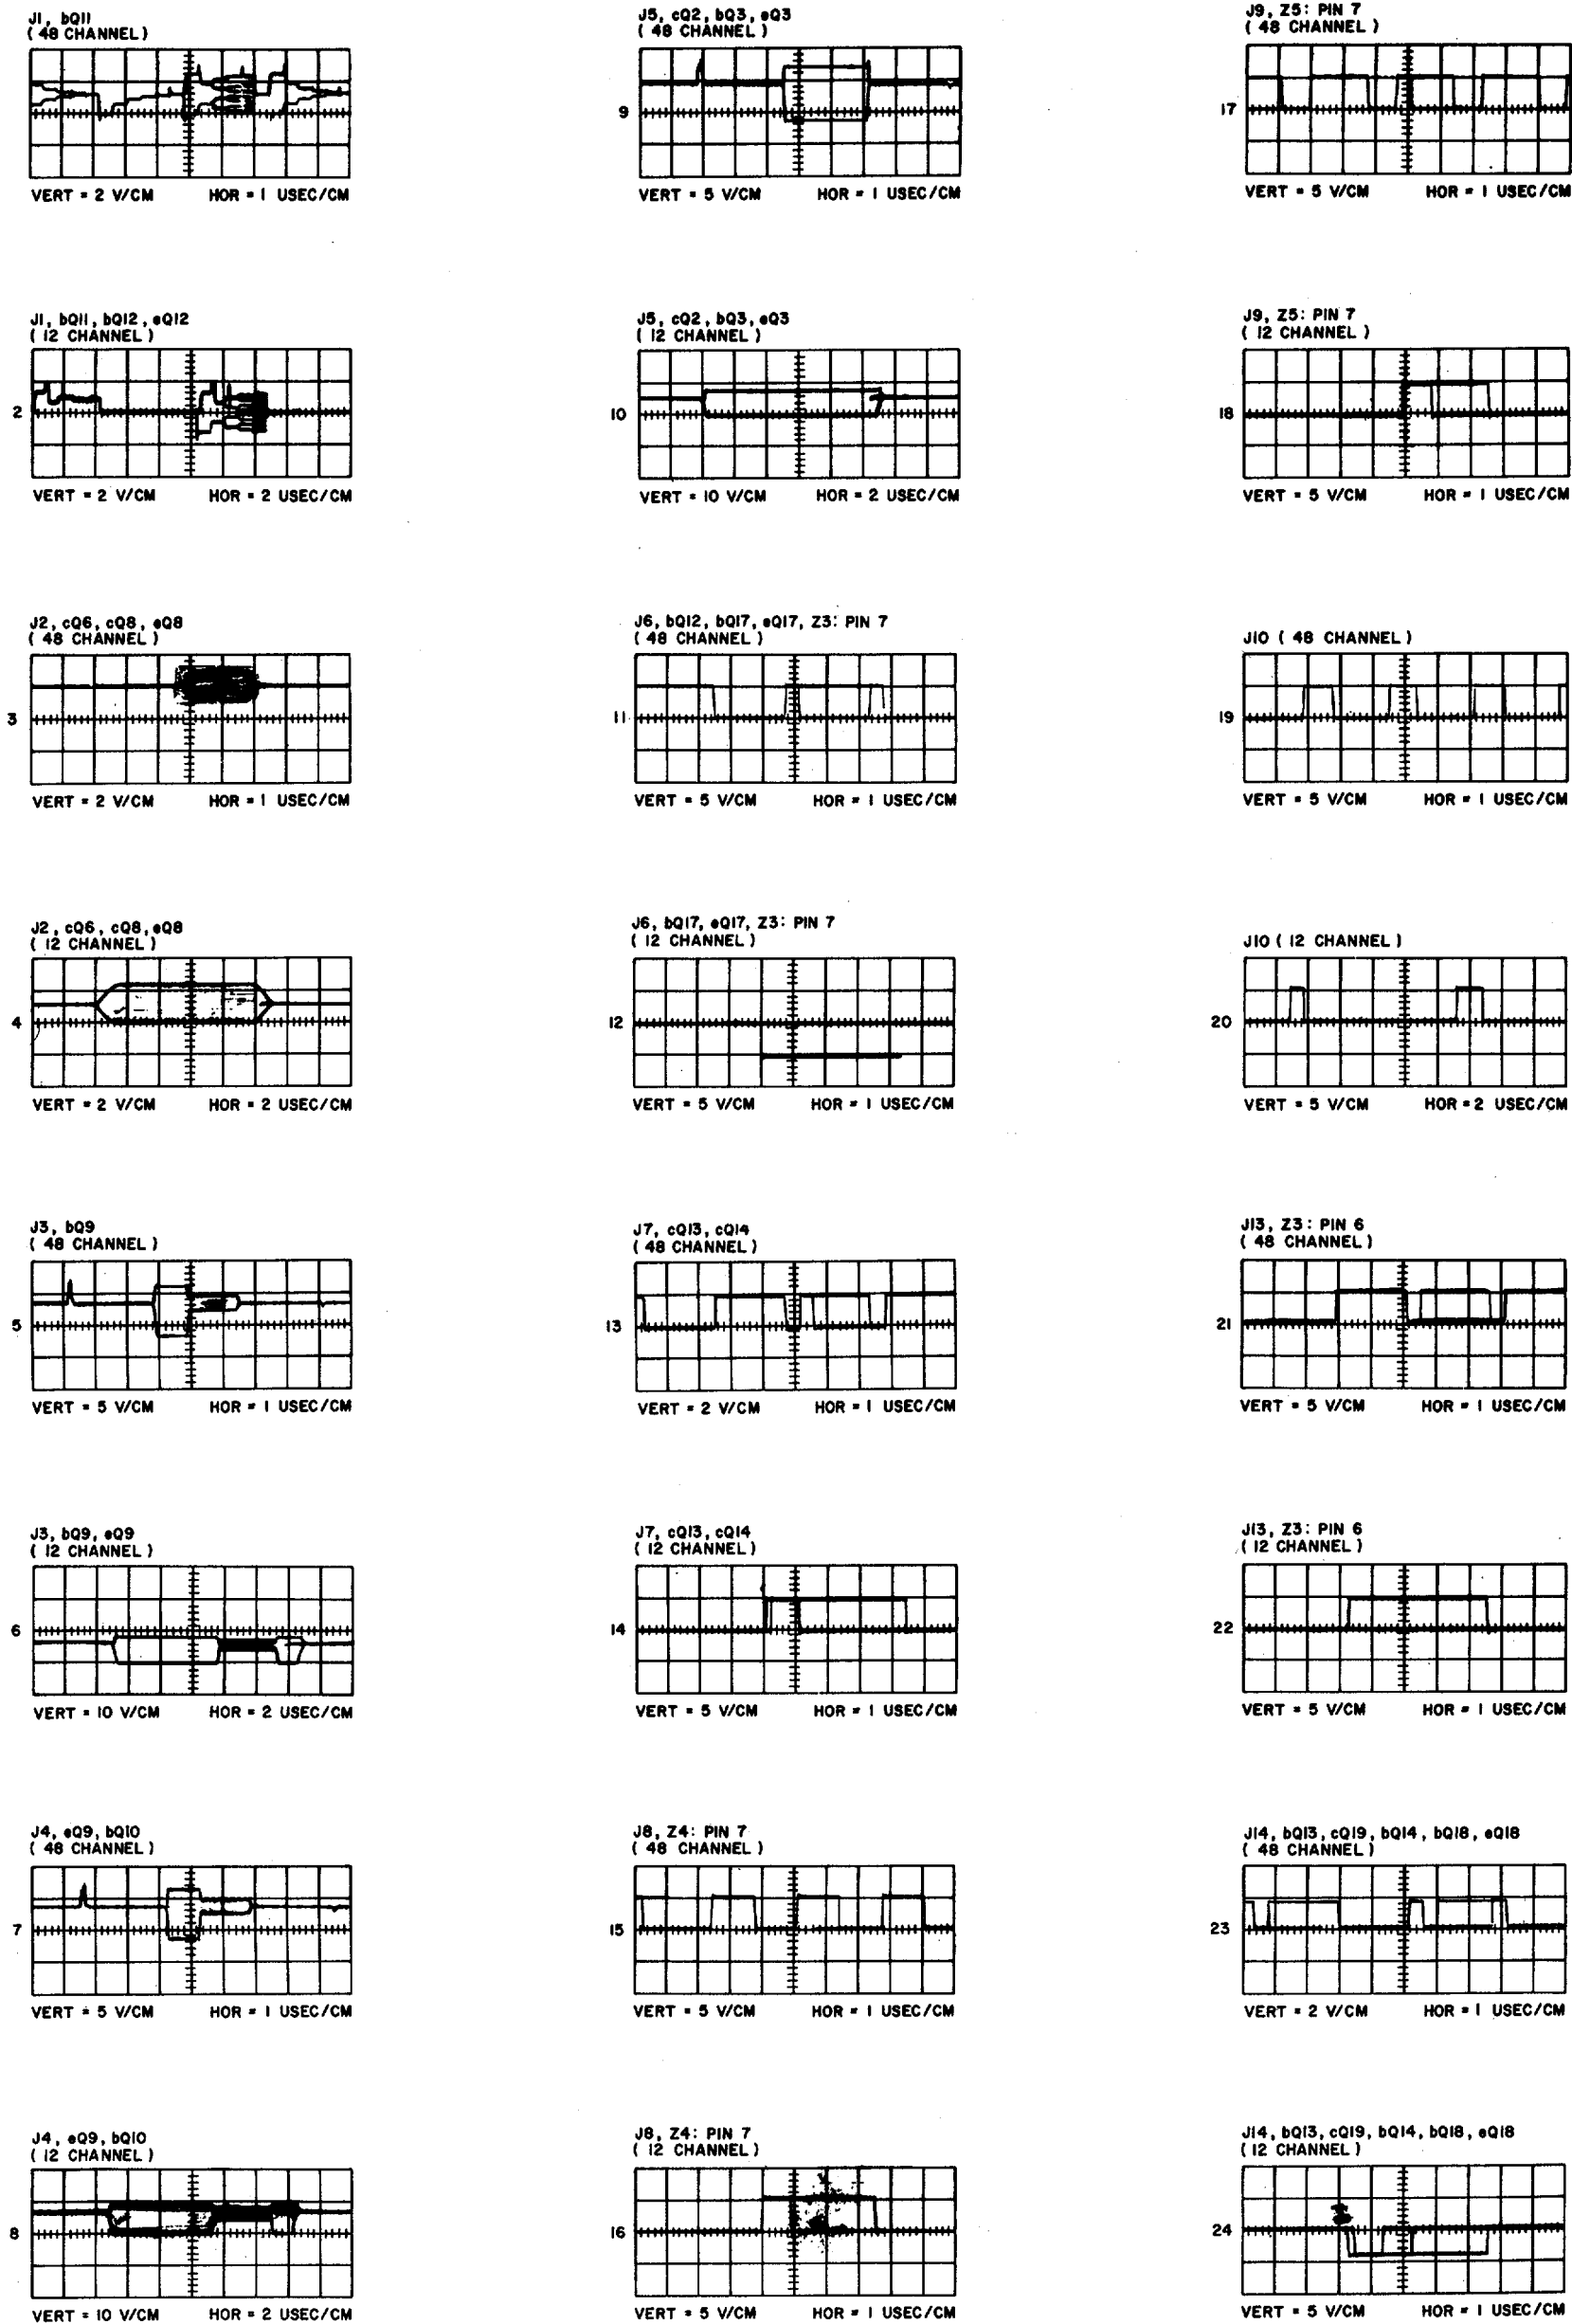 J1, bQ11
( 48 CHANNEL )
VERT = 2 V/CM HOR = 1 USEC/CM
J1, bQ11, bQ12, eQ12
( 12 CHANNEL )
2
VERT = 2 V/CM HOR = 2 USEC/CM
J2, cQ6, cQ8, eQ8
( 48 CHANNEL )
3
VERT = 2 V/CM HOR = 1 USEC/CM
J2, cQ6, cQ8, eQ8
( 12 CHANNEL )
4
VERT = 2 V/CM HOR = 2 USEC/CM
J3, bQ9
( 48 CHANNEL )
5
VERT = 5 V/CM HOR = 1 USEC/CM
J3, bQ9, eQ9
( 12 CHANNEL )
6
VERT = 10 V/CM HOR = 2 USEC/CM
J4, eQ9, bQ10
( 48 CHANNEL )
7
VERT = 5 V/CM HOR = 1 USEC/CM
J4, eQ9, bQ10
( 12 CHANNEL )
8
VERT = 10 V/CM HOR = 2 USEC/CM
J5, cQ2, bQ3, eQ3
( 48 CHANNEL )
9
VERT = 5 V/CM HOR = 1 USEC/CM
J5, cQ2, bQ3, eQ3
( 12 CHANNEL )
10
VERT = 10 V/CM HOR = 2 USEC/CM
J6, bQ12, bQ17, eQ17, Z3: PIN 7
( 48 CHANNEL )
11
VERT = 5 V/CM HOR = 1 USEC/CM
J6, bQ17, eQ17, Z3: PIN 7
( 12 CHANNEL )
12
VERT = 5 V/CM HOR = 1 USEC/CM
J7, cQ13, cQ14
( 48 CHANNEL )
13
VERT = 2 V/CM HOR = 1 USEC/CM
J7, cQ13, cQ14
( 12 CHANNEL )
14
VERT = 5 V/CM HOR = 1 USEC/CM
J8, Z4: PIN 7
( 48 CHANNEL )
15
VERT = 5 V/CM HOR = 1 USEC/CM
J8, Z4: PIN 7
( 12 CHANNEL )
16
VERT = 5 V/CM HOR = 1 USEC/CM
J9, Z5: PIN 7
( 48 CHANNEL )
17
VERT = 5 V/CM HOR = 1 USEC/CM
J9, Z5: PIN 7
( 12 CHANNEL )
18
VERT = 5 V/CM HOR = 1 USEC/CM
J10 ( 48 CHANNEL )
19
VERT = 5 V/CM HOR = 1 USEC/CM
J10 ( 12 CHANNEL )
20
VERT = 5 V/CM HOR = 2 USEC/CM
J13, Z3: PIN 6
( 48 CHANNEL )
21
VERT = 5 V/CM HOR = 1 USEC/CM
J13, Z3: PIN 6
( 12 CHANNEL )
22
VERT = 5 V/CM HOR = 1 USEC/CM
J14, bQ13, cQ19, bQ14, bQ18, eQ18
( 48 CHANNEL )
23
VERT = 2 V/CM HOR = 1 USEC/CM
J14, bQ13, cQ19, bQ14, bQ18, eQ18
( 12 CHANNEL )
24
VERT = 5 V/CM HOR = 1 USEC/CM